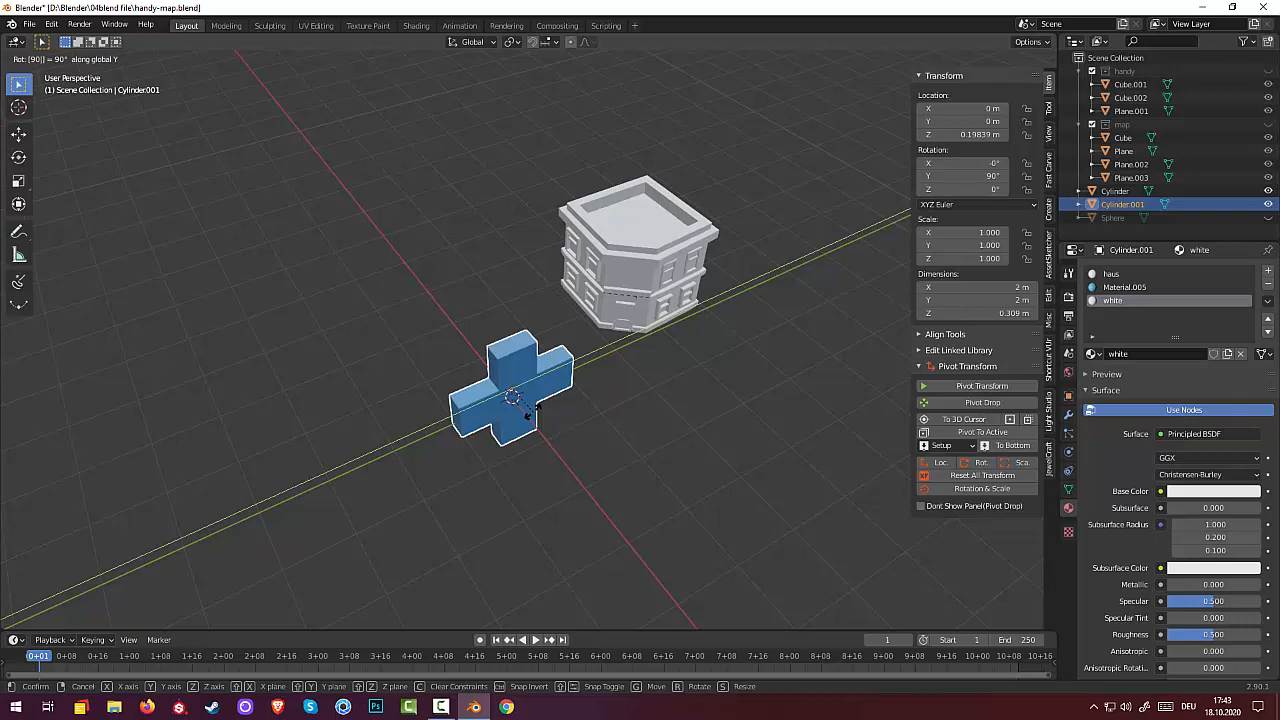 Blender* [D:\Blender\04blend file\handy-map.blend]
File Edit Render Window Help Layout Modeling Sculpting UV Editing Texture Paint Shading Animation Rendering Compositing Scripting + Scene View Layer
Global Options
Rot: [90|] = 90° along global Y
User Perspective
(1) Scene Collection | Cylinder.001
Transform
Location:
X 0 m
Y 0 m
Z 0.19839 m
Rotation:
X -0°
Y 90°
Z 0°
XYZ Euler
Scale:
X 1.000
Y 1.000
Z 1.000
Dimensions:
X 2 m
Y 2 m
Z 0.309 m
Align Tools
Edit Linked Library
Pivot Transform
Pivot Transform
Pivot Drop
To 3D Cursor
Pivot To Active
Setup To Bottom
Loc. Rot. Sca.
Reset All Transform
Rotation & Scale
Dont Show Panel(Pivot Drop)
Item
Tool
View
Fast Carve
Create
AssetSketcher
Edit
Misc
Shortcut VUr
Light Studio
JewelCraft
Scene Collection
handy
Cube.001
Cube.002
Plane.001
map
Cube
Plane
Plane.002
Plane.003
Cylinder
Cylinder.001
Sphere
Cylinder.001 white
haus
Material.005
white
white
Preview
Surface
Use Nodes
Surface Principled BSDF
GGX
Christensen-Burley
Base Color
Subsurface 0.000
Subsurface Radius 1.000
0.200
0.100
Subsurface Color
Metallic 0.000
Specular 0.500
Specular Tint 0.000
Roughness 0.500
Anisotropic 0.000
Anisotropic Rotati... 0.000
Playback Keying View Marker 1 Start 1 End 250
0+01 0+08 0+16 1+00 1+08 1+16 2+00 2+08 2+16 3+00 3+08 3+16 4+00 4+08 4+16 5+00 5+08 5+16 6+00 6+08 6+16 7+00 7+08 7+16 8+00 8+08 8+16 9+00 9+08 9+16 10+00 10+08 10+16
Confirm Cancel X X axis Y Y axis Z Z axis X X plane Y Y plane Z Z plane C Clear Constraints Snap Invert Snap Toggle G Move R Rotate S Resize 2.90.1
DEU 17:43
18.10.2020